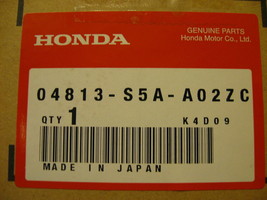 HONDA
GENUINE PARTS
Honda Motor Co., Ltd.
04813-S5A-A02ZC
QTY 1 K4D09
MADE IN JAPAN